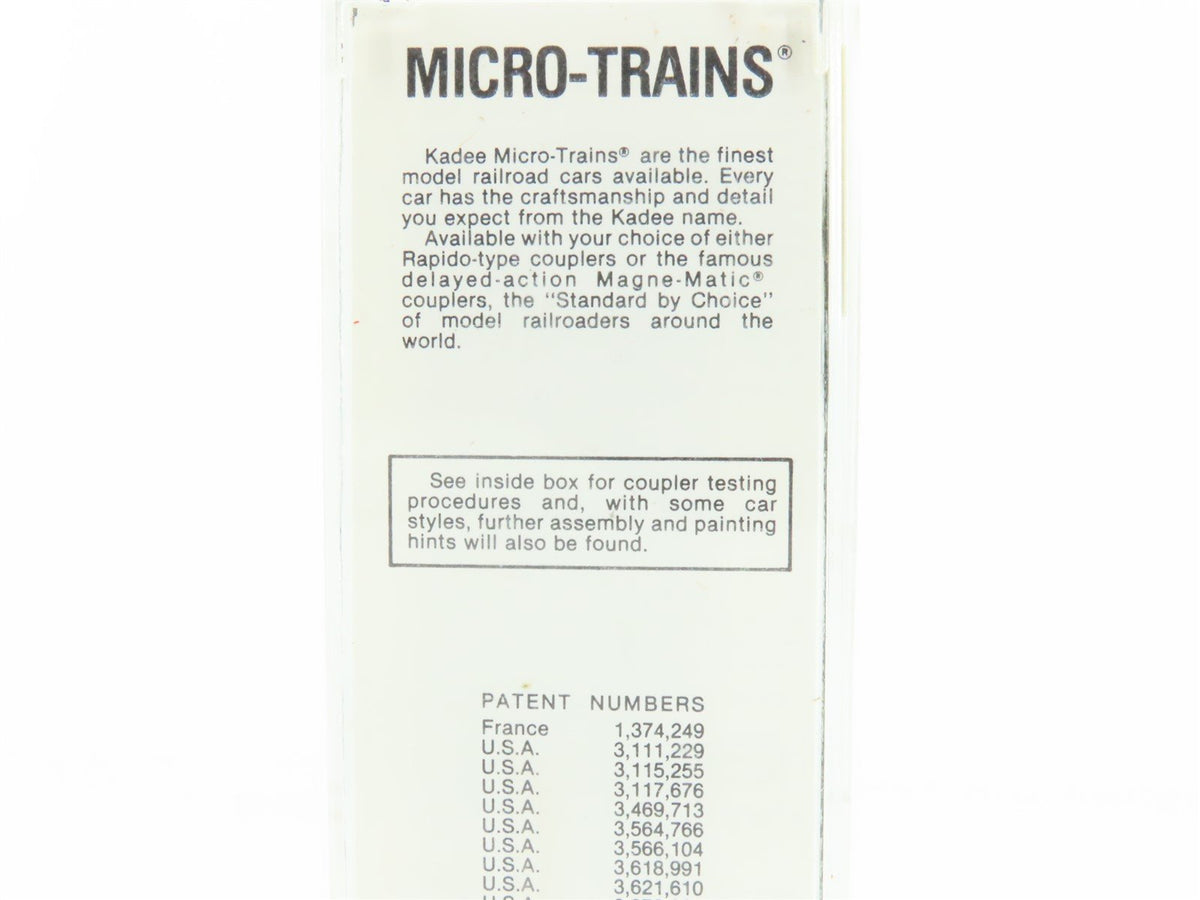 MICRO-TRAINS®
Kadee Micro-Trains® are the finest
model railroad cars available. Every
car has the craftsmanship and detail
you expect from the Kadee name.
Available with your choice of either
Rapido-type couplers or the famous
delayed-action Magne-Matic®
couplers, the "Standard by Choice"
of model railroaders around the
world.
See inside box for coupler testing
procedures and, with some car
styles, further assembly and painting
hints will also be found.
PATENT NUMBERS
France 1,374,249
U.S.A. 3,111,229
U.S.A. 3,115,255
U.S.A. 3,117,676
U.S.A. 3,469,713
U.S.A. 3,564,766
U.S.A. 3,566,104
U.S.A. 3,618,991
U.S.A. 3,621,610